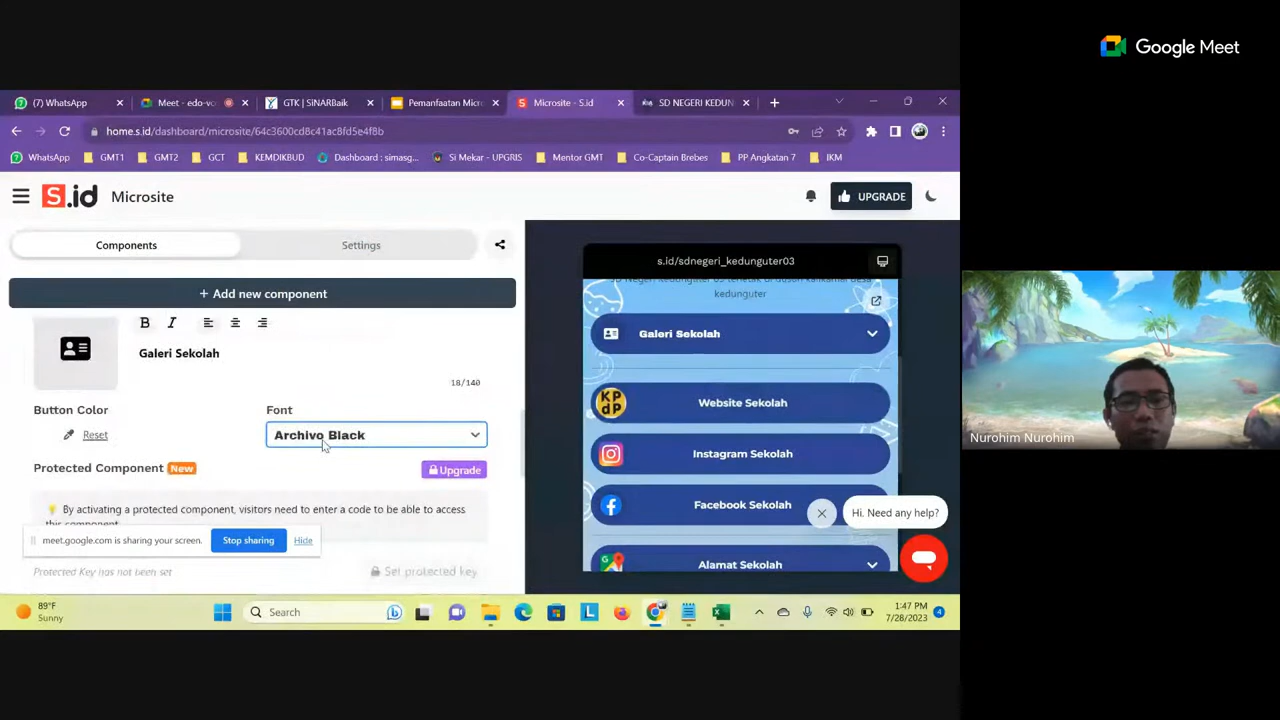 Google Meet
(7) WhatsApp
Meet - edo-vo
GTK | SiNARBaik
Pemanfaatan Micr
Microsite - S.id
SD NEGERI KEDUN
home.s.id/dashboard/microsite/64c3600cd8c41ac8fd5e4f8b
WhatsApp
GMT1
GMT2
GCT
KEMDIKBUD
Dashboard : simasg...
Si Mekar - UPGRIS
Mentor GMT
Co-Captain Brebes
PP Angkatan 7
IKM
S.id
Microsite
UPGRADE
Components
Settings
+ Add new component
B I
Galeri Sekolah
18/140
Button Color
Reset
Font
Archivo Black
Protected Component New
Upgrade
By activating a protected component, visitors need to enter a code to be able to access
this component
meet.google.com is sharing your screen.
Stop sharing
Hide
Protected Key has not been set
Set protected key
s.id/sdnegeri_kedunguter03
kedunguter
Galeri Sekolah
Website Sekolah
Instagram Sekolah
Facebook Sekolah
Alamat Sekolah
Hi. Need any help?
Nurohim Nurohim
89°F
Sunny
Search
1:47 PM
7/28/2023
4